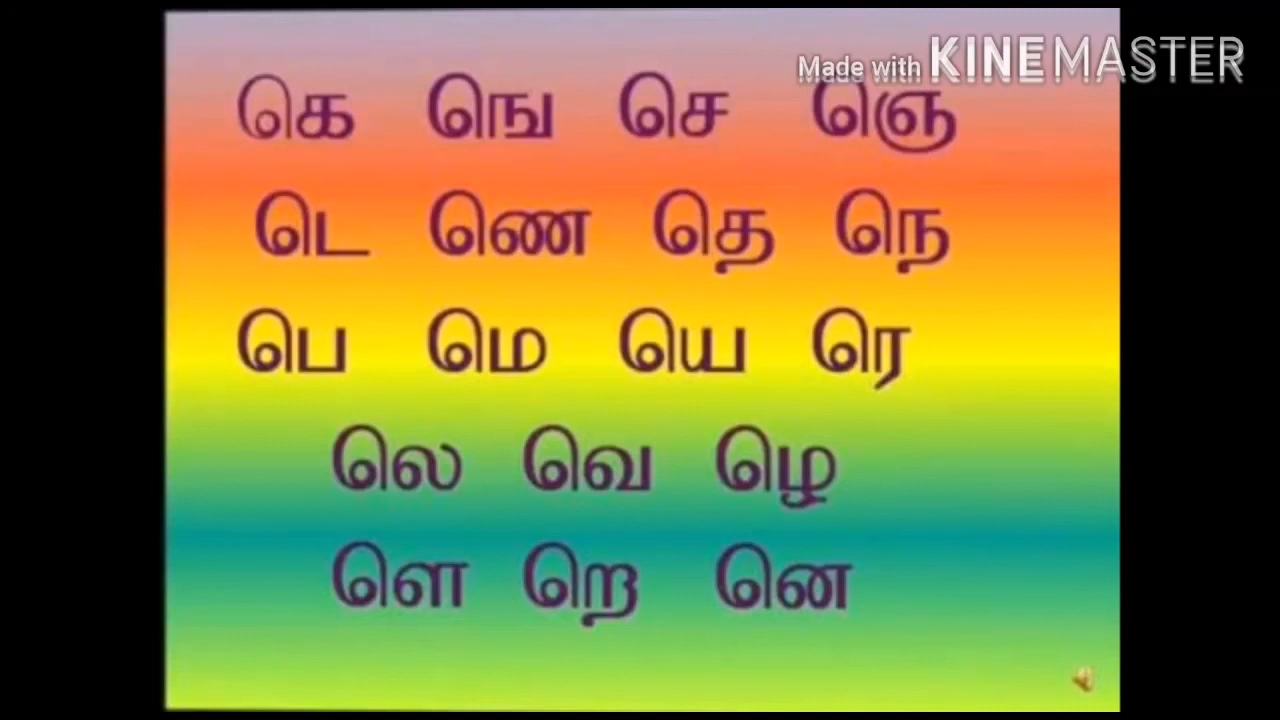 Made with KINEMASTER
கெ ஙெ செ ஞெ
டெ ணெ தெ நெ
பெ மெ யெ ரெ
லெ வெ ழெ
ளெ றெ னெ